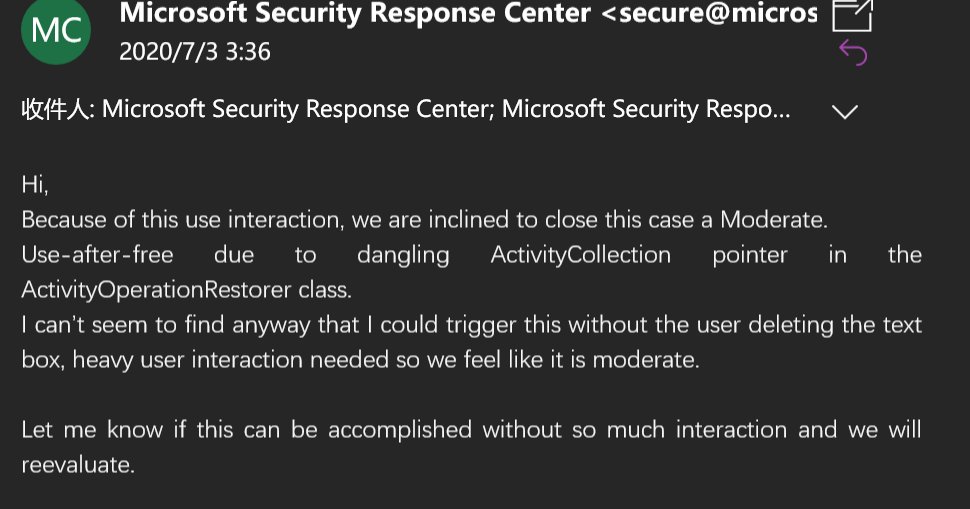 MC
Microsoft Security Response Center <secure@micros
2020/7/3 3:36
收件人: Microsoft Security Response Center; Microsoft Security Respo...
Hi,
Because of this use interaction, we are inclined to close this case a Moderate.
Use-after-free due to dangling ActivityCollection pointer in the
ActivityOperationRestorer class.
I can't seem to find anyway that I could trigger this without the user deleting the text
box, heavy user interaction needed so we feel like it is moderate.
Let me know if this can be accomplished without so much interaction and we will
reevaluate.